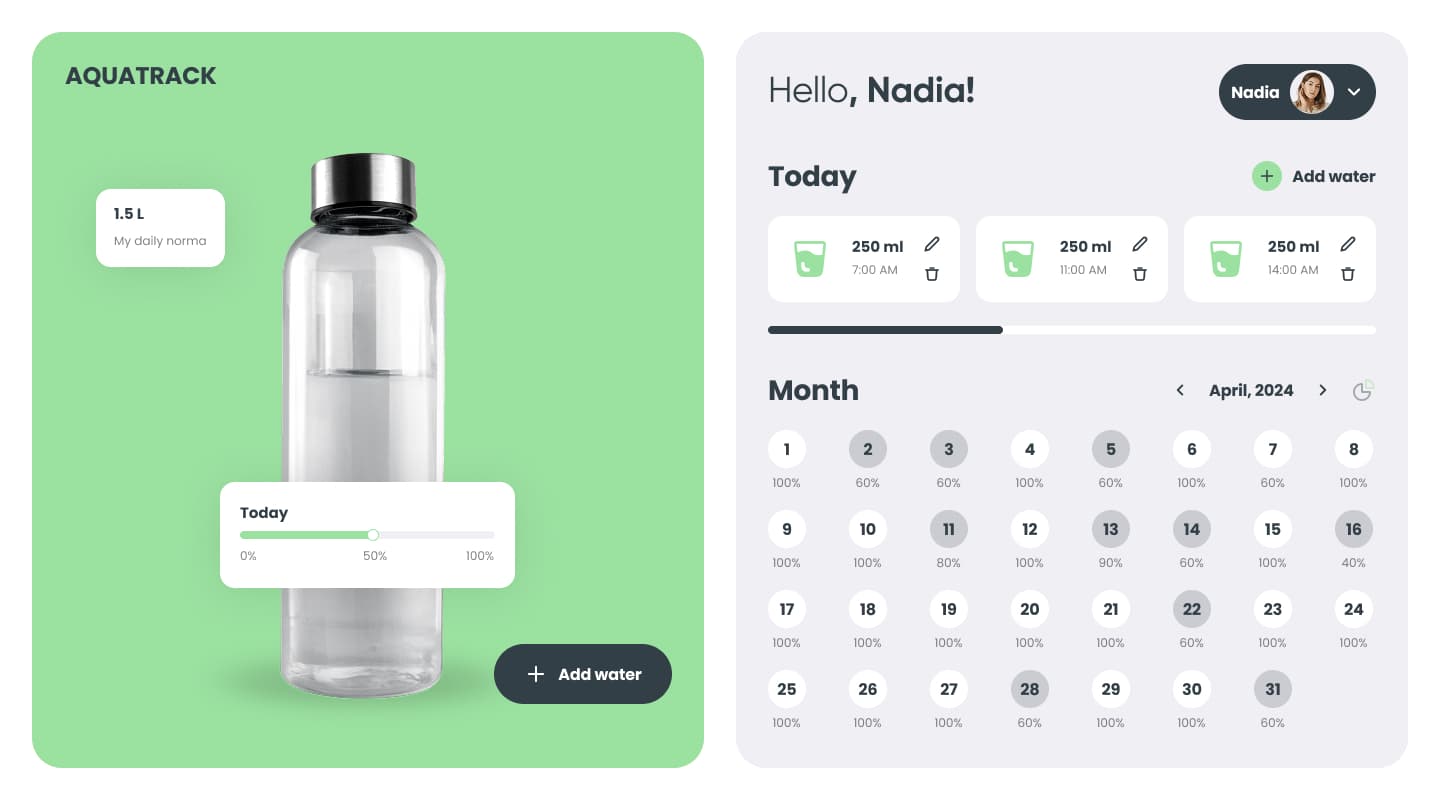 AQUATRACK
1.5 L
My daily norma
Today
0% 50% 100%
Add water
Hello, Nadia!
Nadia
Today
Add water
250 ml
7:00 AM
250 ml
11:00 AM
250 ml
14:00 AM
Month
April, 2024
1 2 3 4 5 6 7 8
100% 60% 60% 100% 60% 100% 60% 100%
9 10 11 12 13 14 15 16
100% 100% 80% 100% 90% 60% 100% 40%
17 18 19 20 21 22 23 24
100% 100% 100% 100% 100% 60% 100% 100%
25 26 27 28 29 30 31
100% 100% 100% 60% 100% 100% 60%